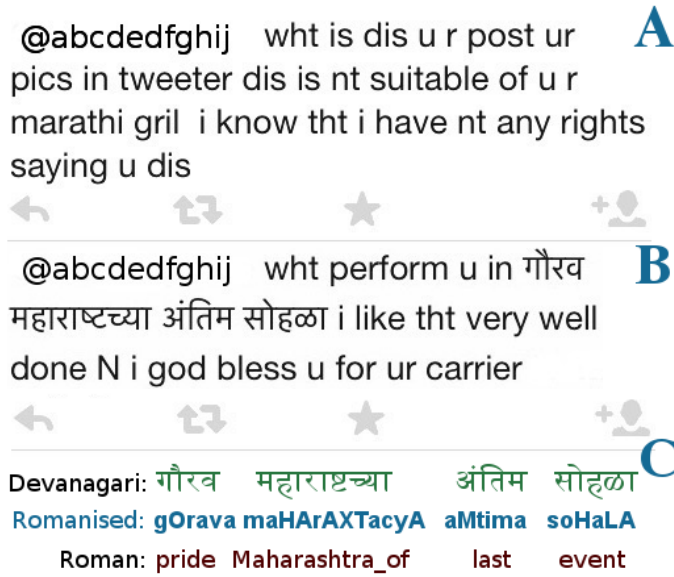 @abcdedfghij wht is dis u r post ur A
pics in tweeter dis is nt suitable of u r
marathi gril i know tht i have nt any rights
saying u dis
@abcdedfghij wht perform u in गौरव B
महाराष्टच्या अंतिम सोहळा i like tht very well
done N i god bless u for ur carrier
C
Devanagari: गौरव महाराष्टच्या अंतिम सोहळा
Romanised: gOrava maHArAXTacyA aMtima soHaLA
Roman: pride Maharashtra_of last event